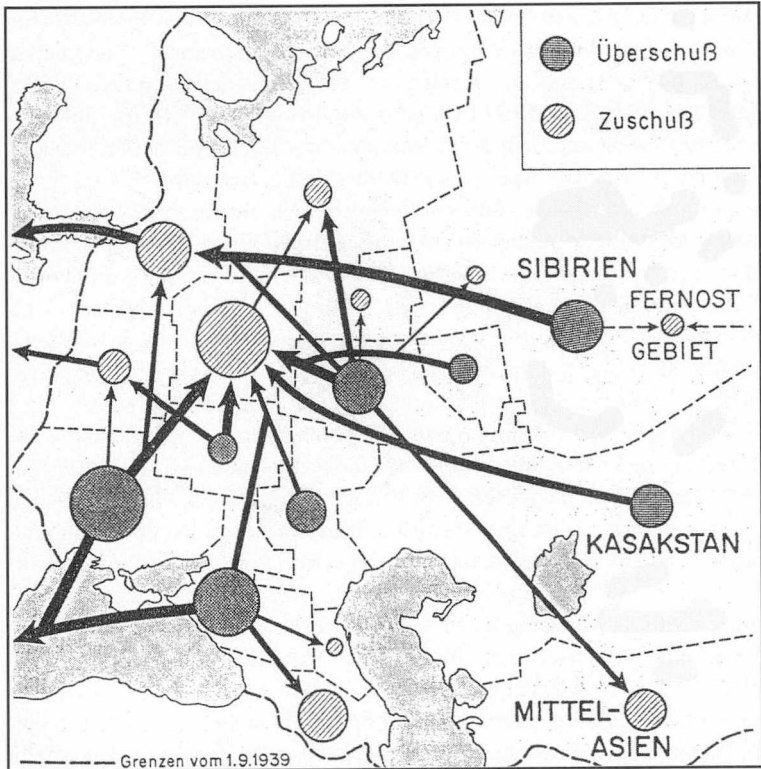 Überschuß
Zuschuß
SIBIRIEN
FERNOST
GEBIET
KASAKSTAN
MITTEL-
ASIEN
Grenzen vom 1.9.1939